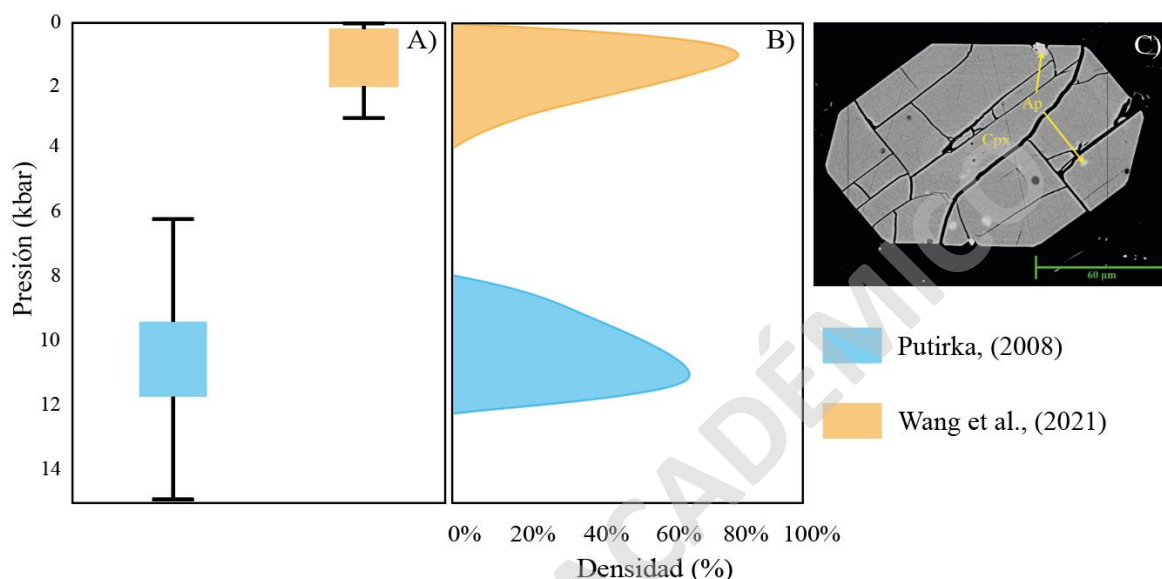 Presión (kbar)
0
2
4
6
8
10
12
14
A)
B)
0% 20% 40% 60% 80% 100%
Densidad (%)
C)
Ap
Cpx
60 µm
Putirka, (2008)
Wang et al., (2021)
ACADÉMICO